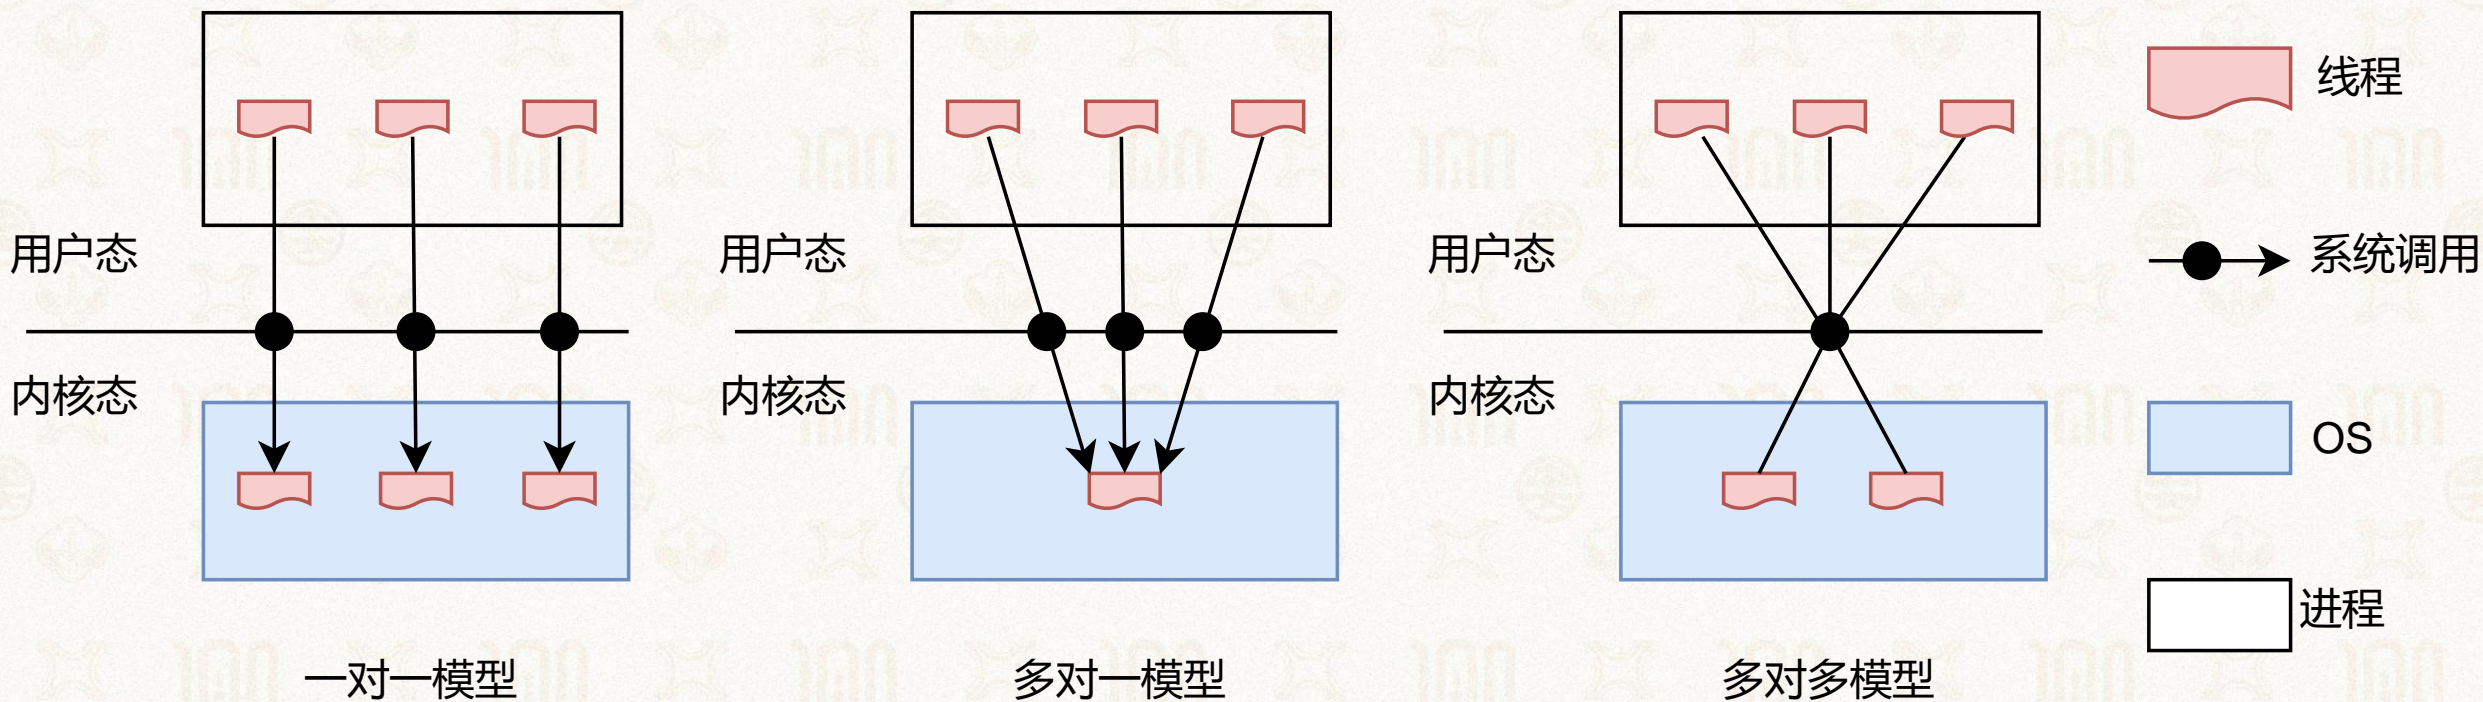 线程
用户态
用户态
用户态
系统调用
内核态
内核态
内核态
OS
进程
一对一模型
多对一模型
多对多模型